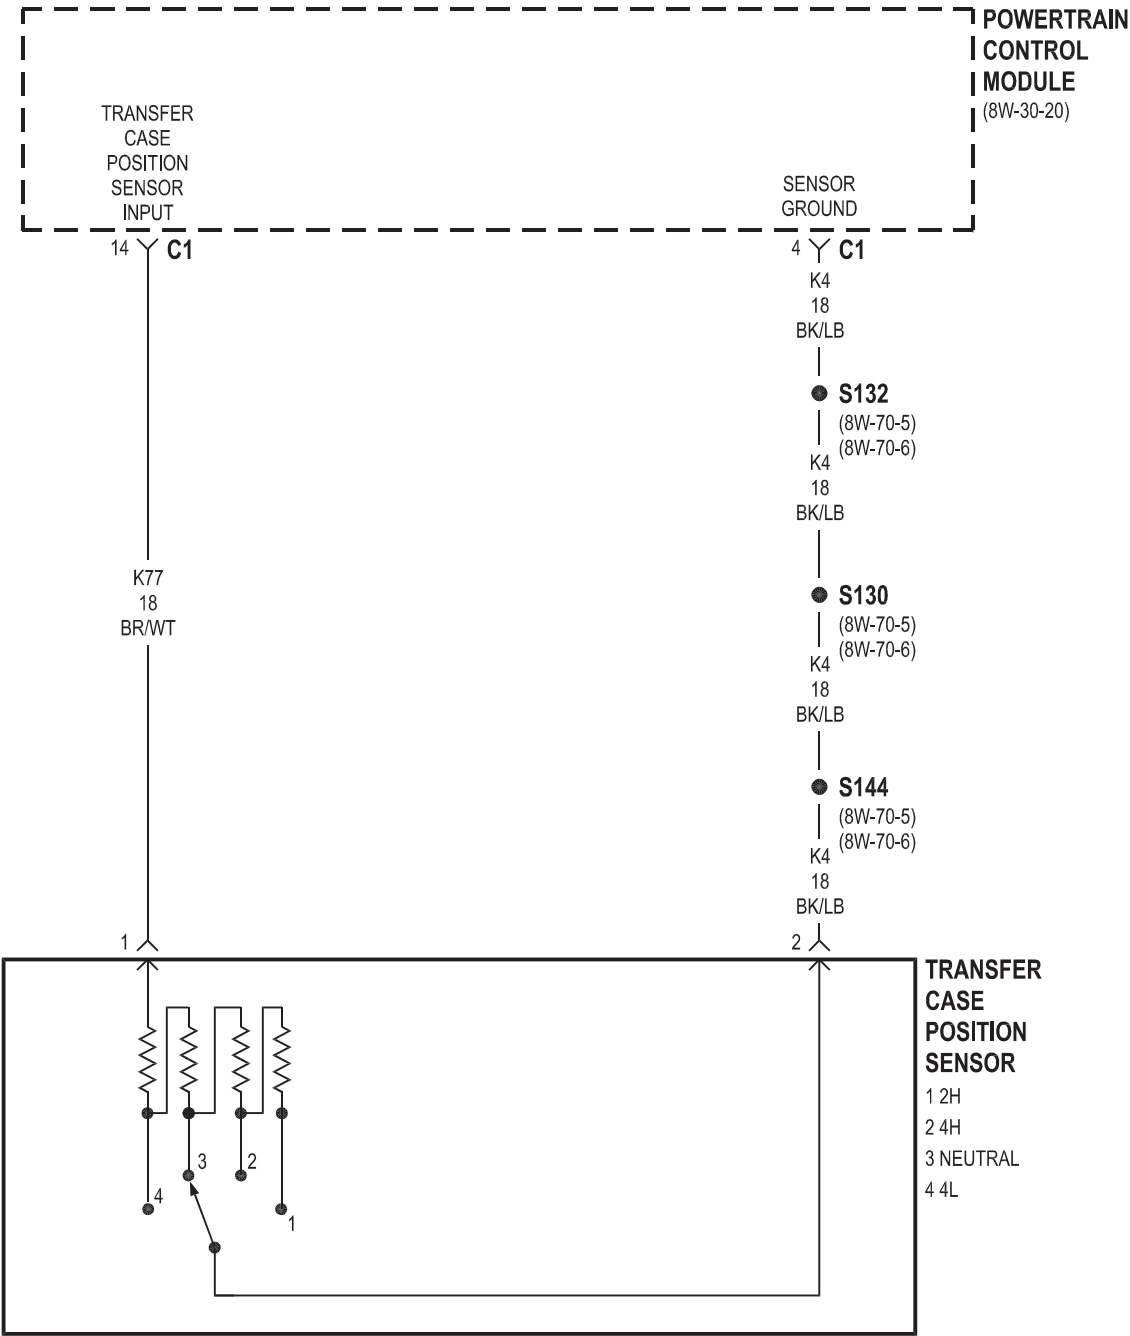 POWERTRAIN
CONTROL
MODULE
(8W-30-20)
TRANSFER
CASE
POSITION
SENSOR
INPUT
SENSOR
GROUND
14 C1
4 C1
K4
18
BK/LB
S132
(8W-70-5)
(8W-70-6)
K4
18
BK/LB
K77
18
BR/WT
S130
(8W-70-5)
(8W-70-6)
K4
18
BK/LB
S144
(8W-70-5)
(8W-70-6)
K4
18
BK/LB
1
2
TRANSFER
CASE
POSITION
SENSOR
1 2H
2 4H
3 NEUTRAL
4 4L
3
2
4
1